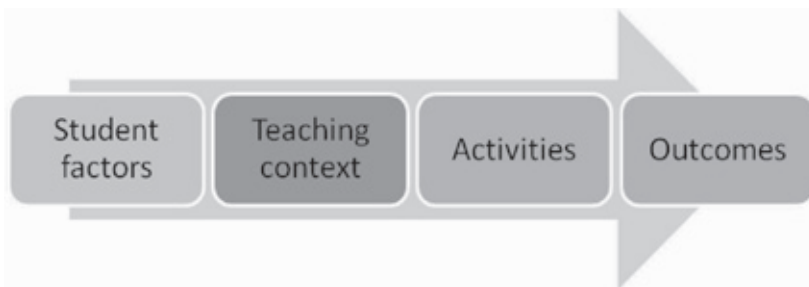 Student
factors
Teaching
context
Activities
Outcomes